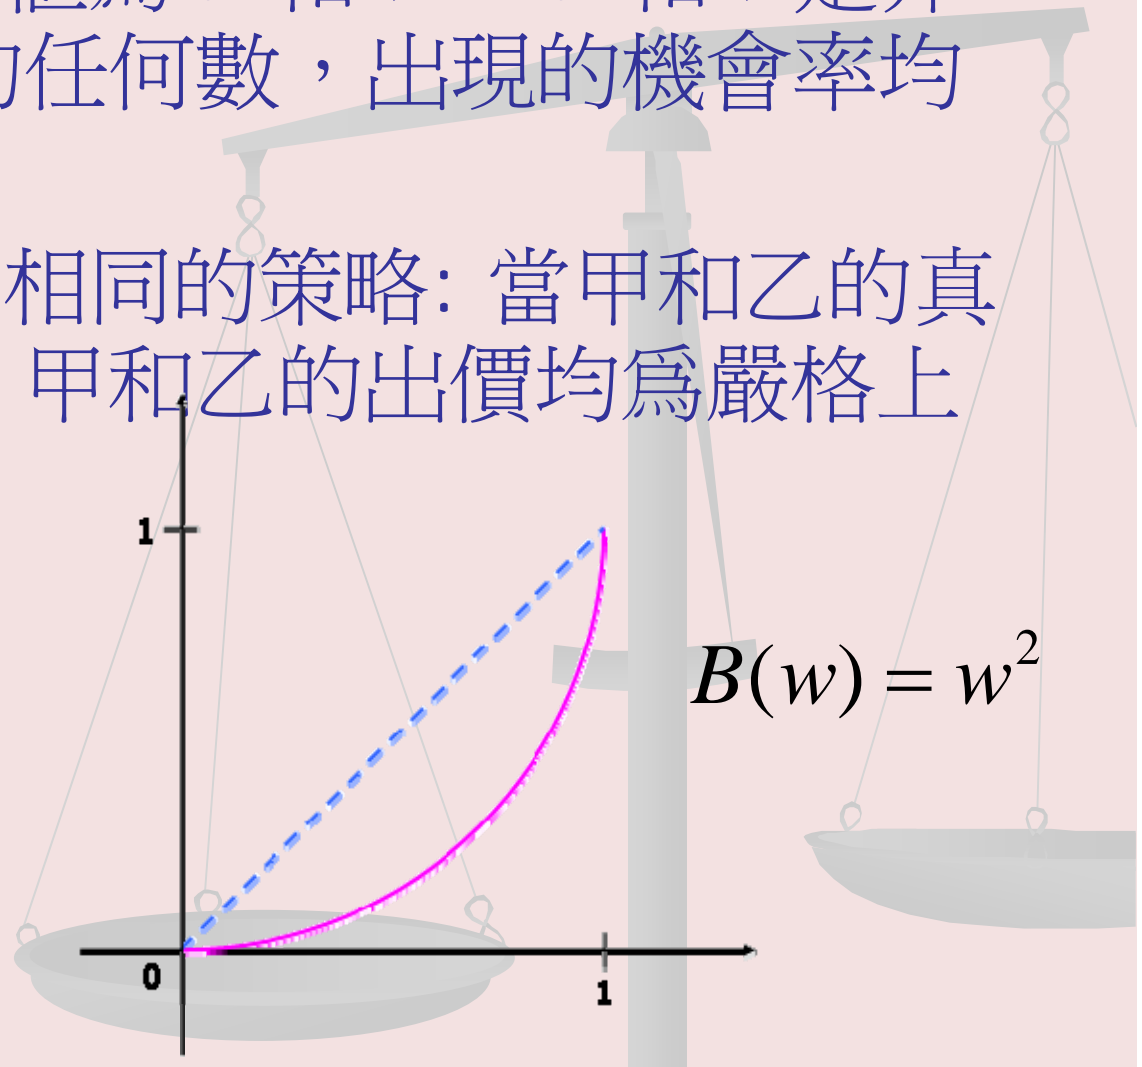 任何數，出現的機會率均
相同的策略: 當甲和乙的真
甲和乙的出價均爲嚴格上
1
B(w) = w²
0
1